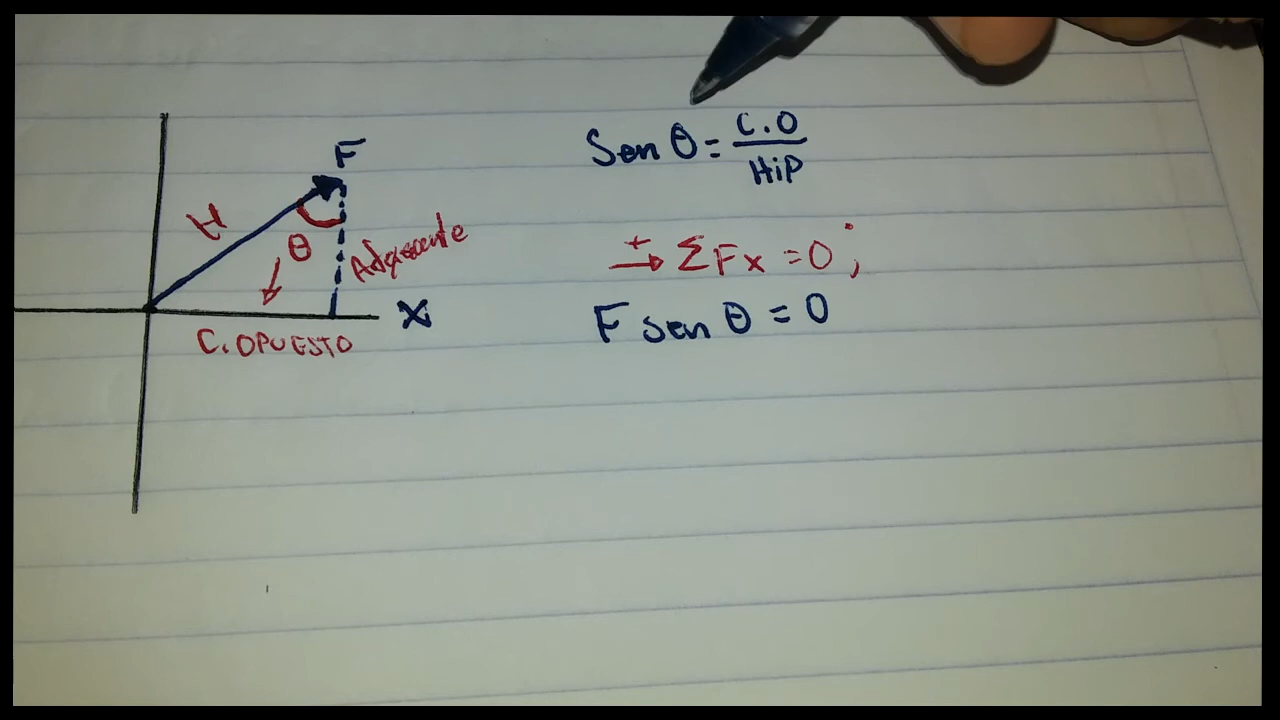 F
H
θ
Adyacente
X
C. OPUESTO
Sen θ = C.O / HiP
+→ ΣFx = 0 ;
F sen θ = 0